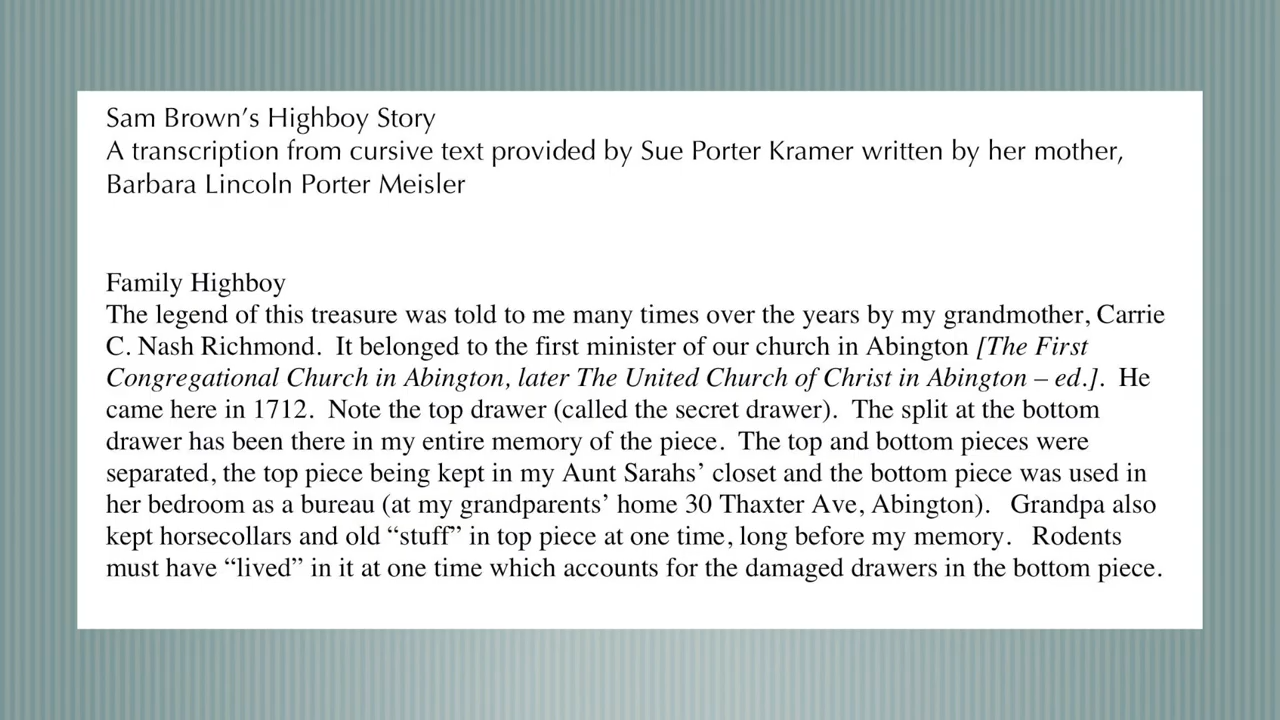 Sam Brown’s Highboy Story
A transcription from cursive text provided by Sue Porter Kramer written by her mother,
Barbara Lincoln Porter Meisler
Family Highboy
The legend of this treasure was told to me many times over the years by my grandmother, Carrie
C. Nash Richmond.  It belonged to the first minister of our church in Abington [The First
Congregational Church in Abington, later The United Church of Christ in Abington – ed.].  He
came here in 1712.  Note the top drawer (called the secret drawer).  The split at the bottom
drawer has been there in my entire memory of the piece.  The top and bottom pieces were
separated, the top piece being kept in my Aunt Sarahs’ closet and the bottom piece was used in
her bedroom as a bureau (at my grandparents’ home 30 Thaxter Ave, Abington).   Grandpa also
kept horsecollars and old “stuff” in top piece at one time, long before my memory.   Rodents
must have “lived” in it at one time which accounts for the damaged drawers in the bottom piece.